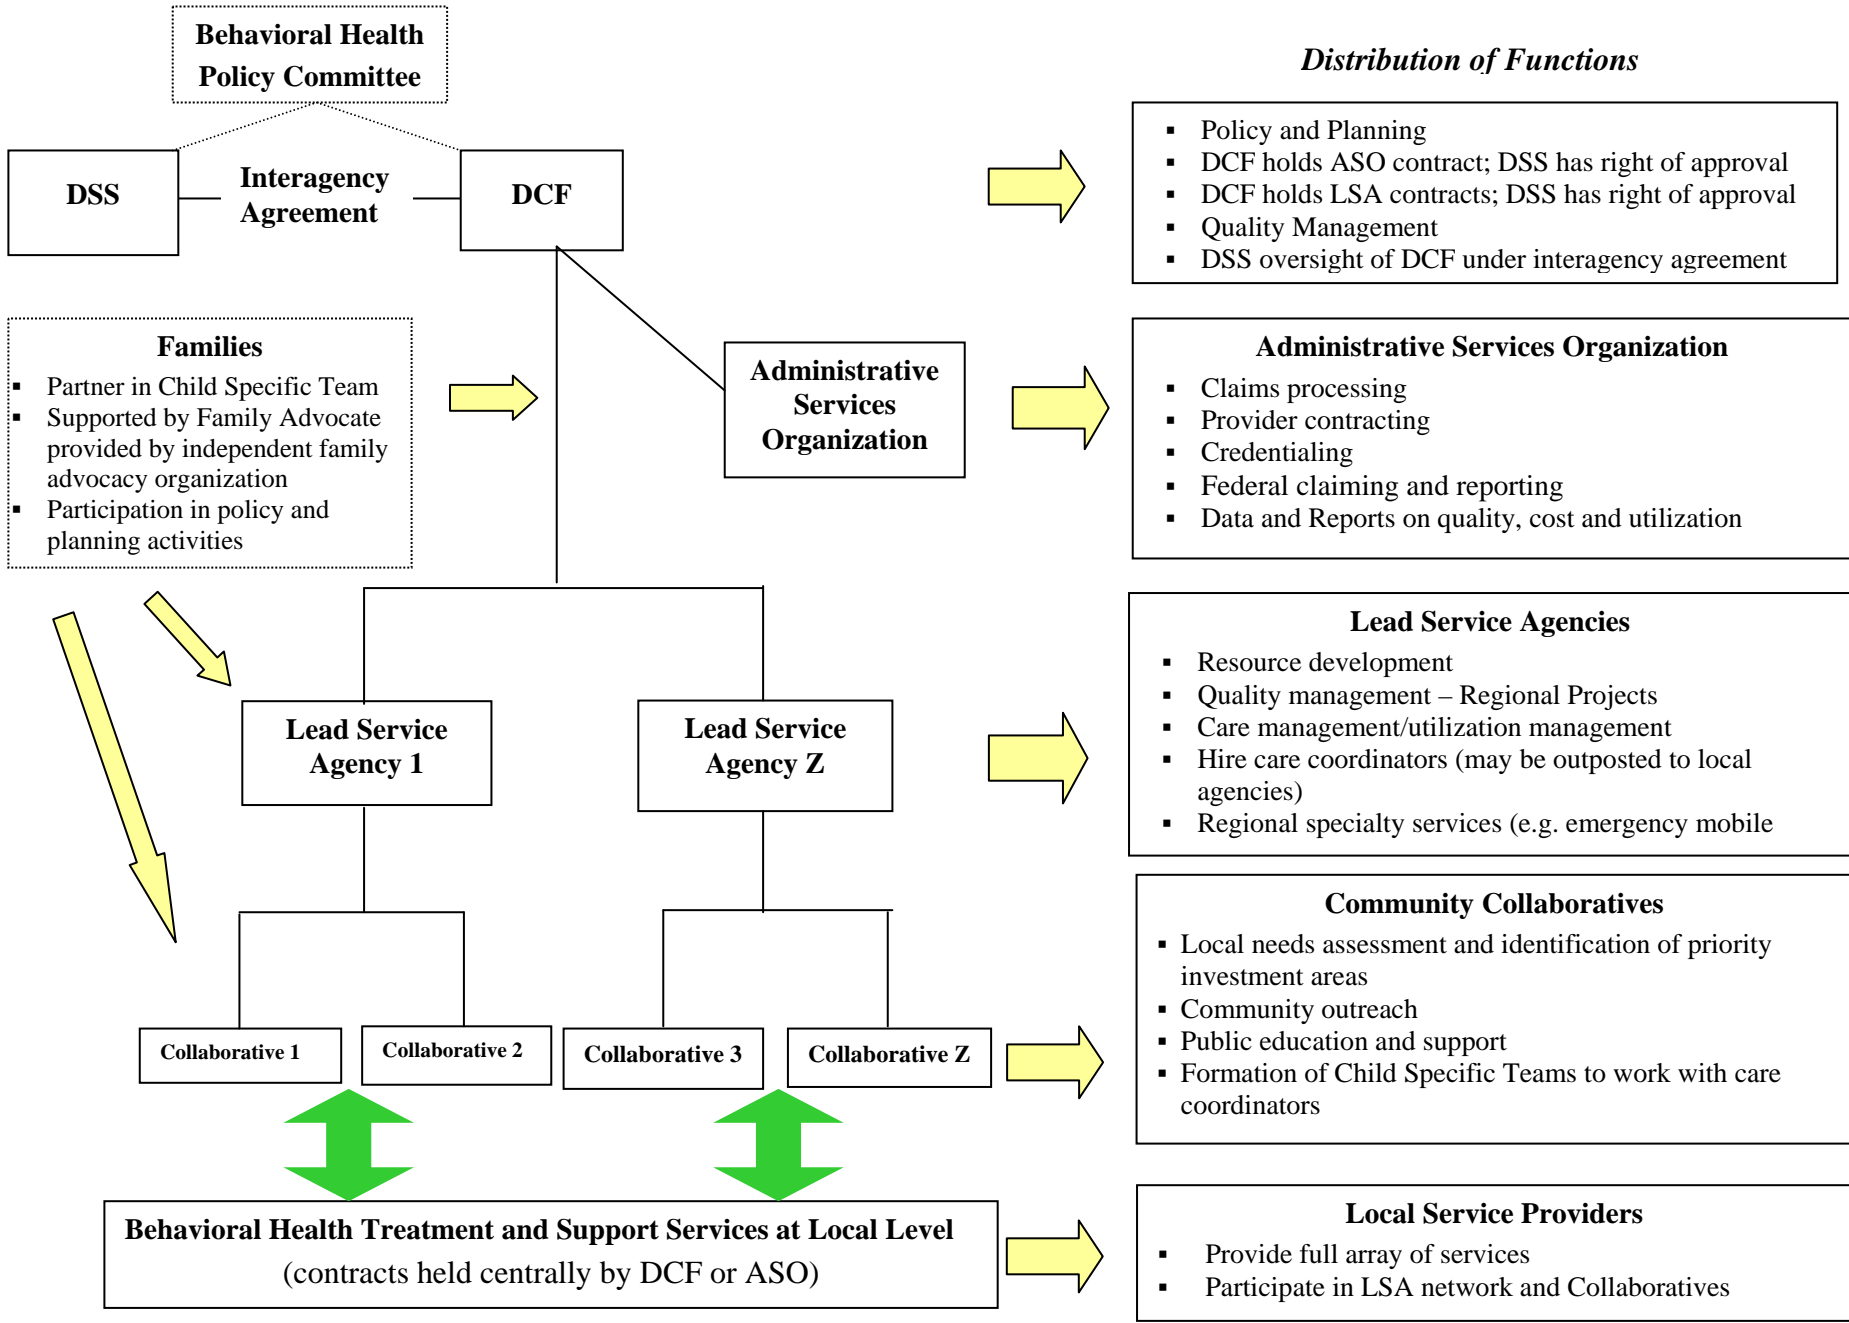 Behavioral Health
Policy Committee
DSS
Interagency
Agreement
DCF
Families
▪ Partner in Child Specific Team
▪ Supported by Family Advocate
provided by independent family
advocacy organization
▪ Participation in policy and
planning activities
Administrative
Services
Organization
Lead Service
Agency 1
Lead Service
Agency Z
Collaborative 1
Collaborative 2
Collaborative 3
Collaborative Z
Behavioral Health Treatment and Support Services at Local Level
(contracts held centrally by DCF or ASO)
Distribution of Functions
▪ Policy and Planning
▪ DCF holds ASO contract; DSS has right of approval
▪ DCF holds LSA contracts; DSS has right of approval
▪ Quality Management
▪ DSS oversight of DCF under interagency agreement
Administrative Services Organization
▪ Claims processing
▪ Provider contracting
▪ Credentialing
▪ Federal claiming and reporting
▪ Data and Reports on quality, cost and utilization
Lead Service Agencies
▪ Resource development
▪ Quality management – Regional Projects
▪ Care management/utilization management
▪ Hire care coordinators (may be outposted to local
agencies)
▪ Regional specialty services (e.g. emergency mobile
Community Collaboratives
▪ Local needs assessment and identification of priority
investment areas
▪ Community outreach
▪ Public education and support
▪ Formation of Child Specific Teams to work with care
coordinators
Local Service Providers
▪ Provide full array of services
▪ Participate in LSA network and Collaboratives